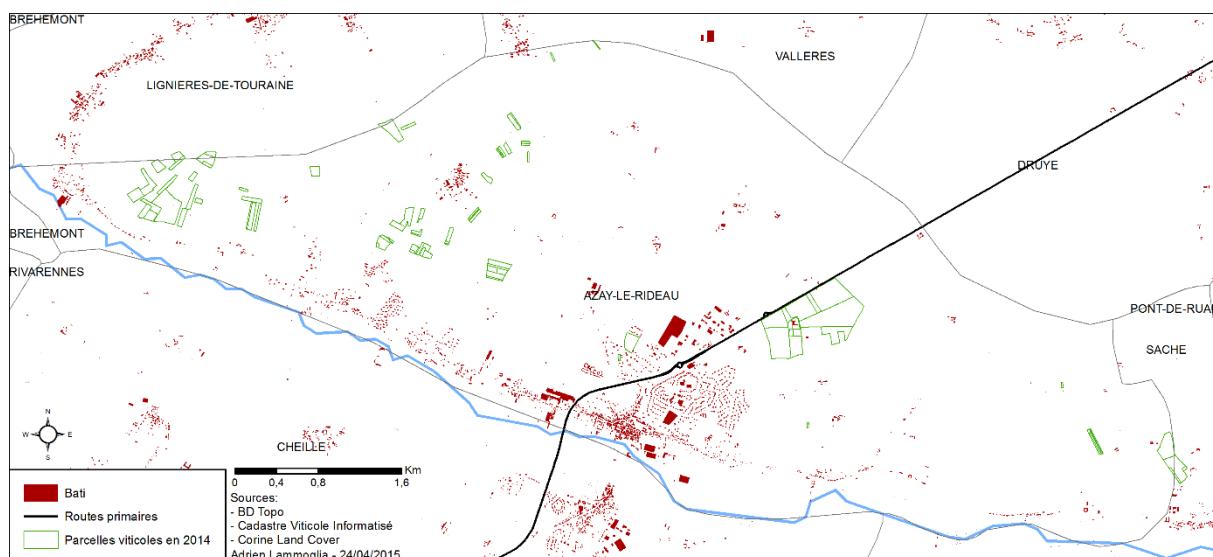 BREHEMONT
VALLERES
LIGNIERES-DE-TOURAINE
DRUYE
BREHEMONT
RIVARENNES
AZAY-LE-RIDEAU
PONT-DE-RUA
SACHE
CHEILLE
N
W E
S
Km
0 0,4 0,8 1,6
Bati
Routes primaires
Parcelles viticoles en 2014
Sources:
- BD Topo
- Cadastre Viticole Informatisé
- Corine Land Cover
Adrien Lammoglia - 24/04/2015